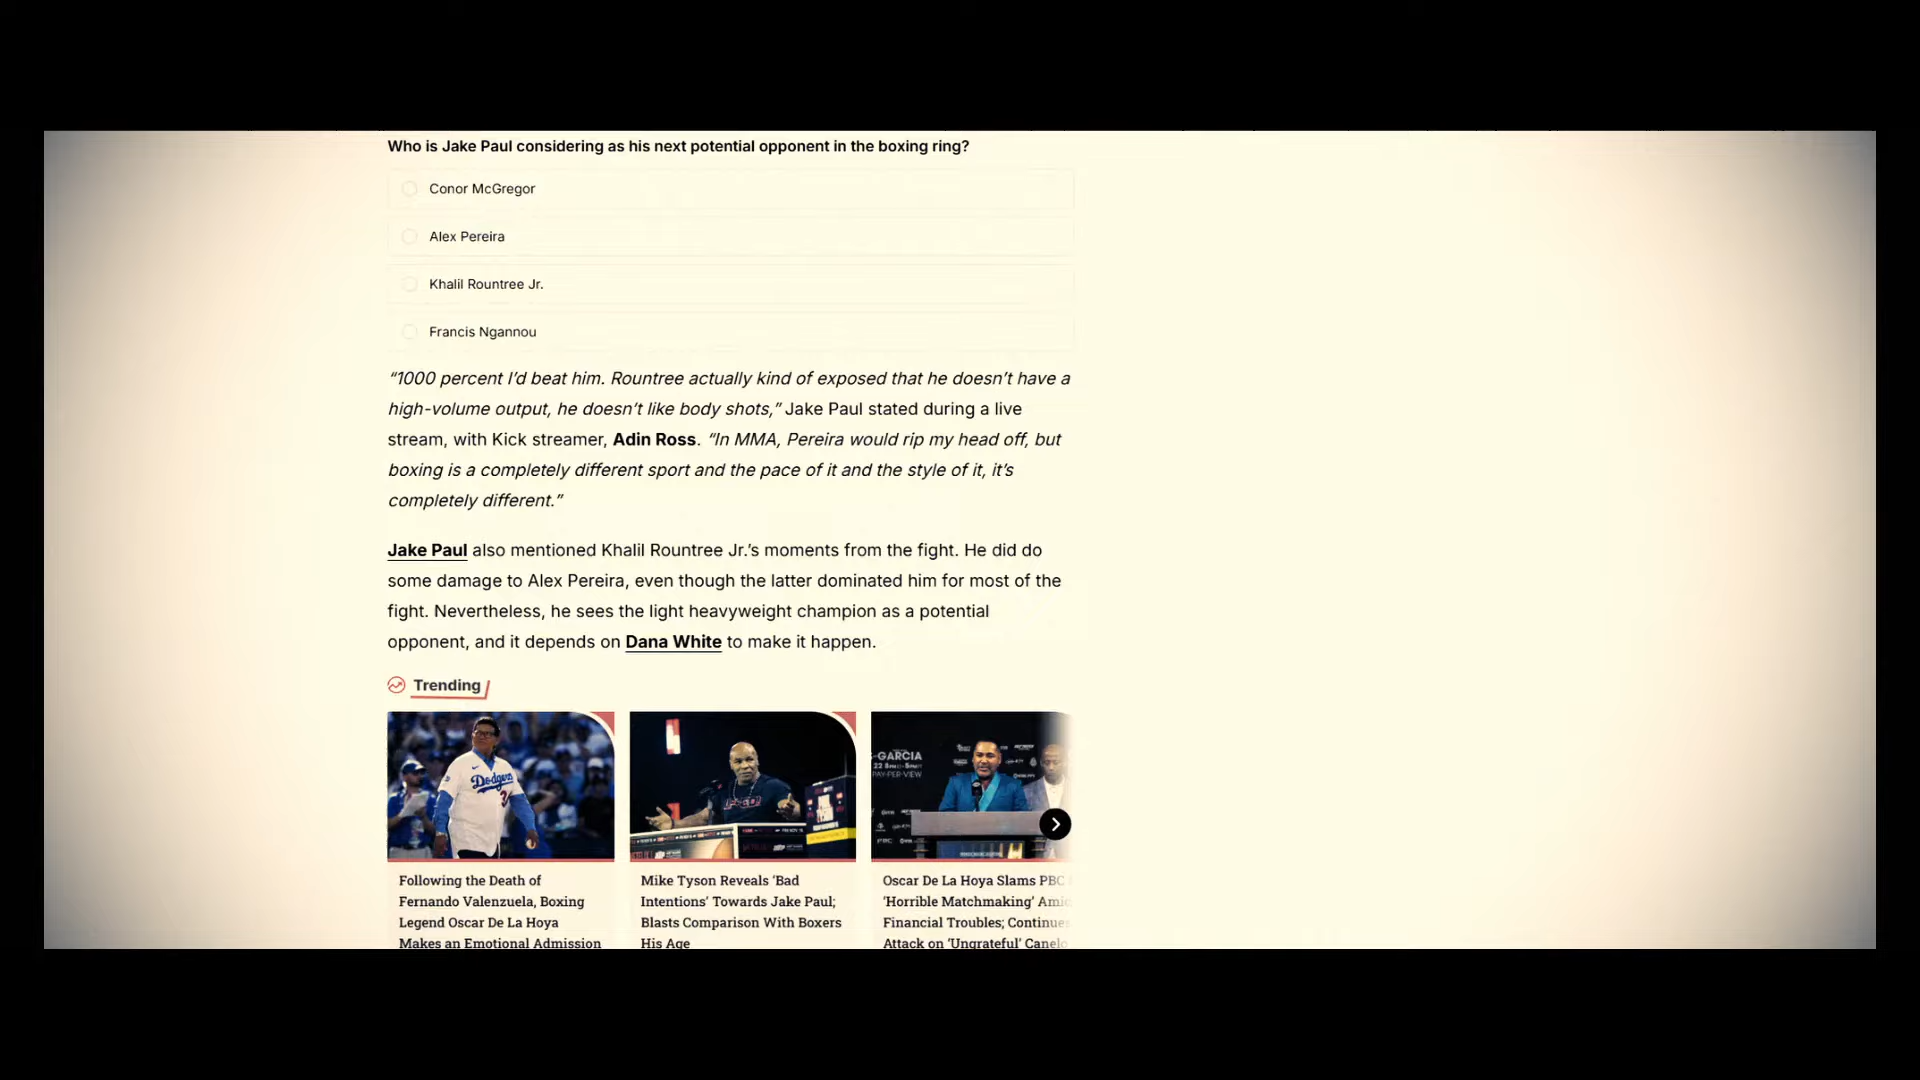 Who is Jake Paul considering as his next potential opponent in the boxing ring?
Conor McGregor
Alex Pereira
Khalil Rountree Jr.
Francis Ngannou
“1000 percent I’d beat him. Rountree actually kind of exposed that he doesn’t have a
high-volume output, he doesn’t like body shots,” Jake Paul stated during a live
stream, with Kick streamer, Adin Ross. “In MMA, Pereira would rip my head off, but
boxing is a completely different sport and the pace of it and the style of it, it’s
completely different.”
Jake Paul also mentioned Khalil Rountree Jr.’s moments from the fight. He did do
some damage to Alex Pereira, even though the latter dominated him for most of the
fight. Nevertheless, he sees the light heavyweight champion as a potential
opponent, and it depends on Dana White to make it happen.
Trending
Dodgers
-GARCIA
PAY-PER-VIEW
Following the Death of
Fernando Valenzuela, Boxing
Legend Oscar De La Hoya
Makes an Emotional Admission
Mike Tyson Reveals ‘Bad
Intentions’ Towards Jake Paul;
Blasts Comparison With Boxers
His Age
Oscar De La Hoya Slams PBC
‘Horrible Matchmaking’ Amid
Financial Troubles; Continues
Attack on ‘Ungrateful’ Canelo